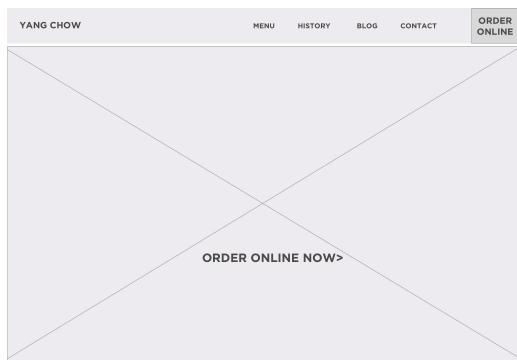 YANG CHOW
MENU
HISTORY
BLOG
CONTACT
ORDER
ONLINE
ORDER ONLINE NOW>